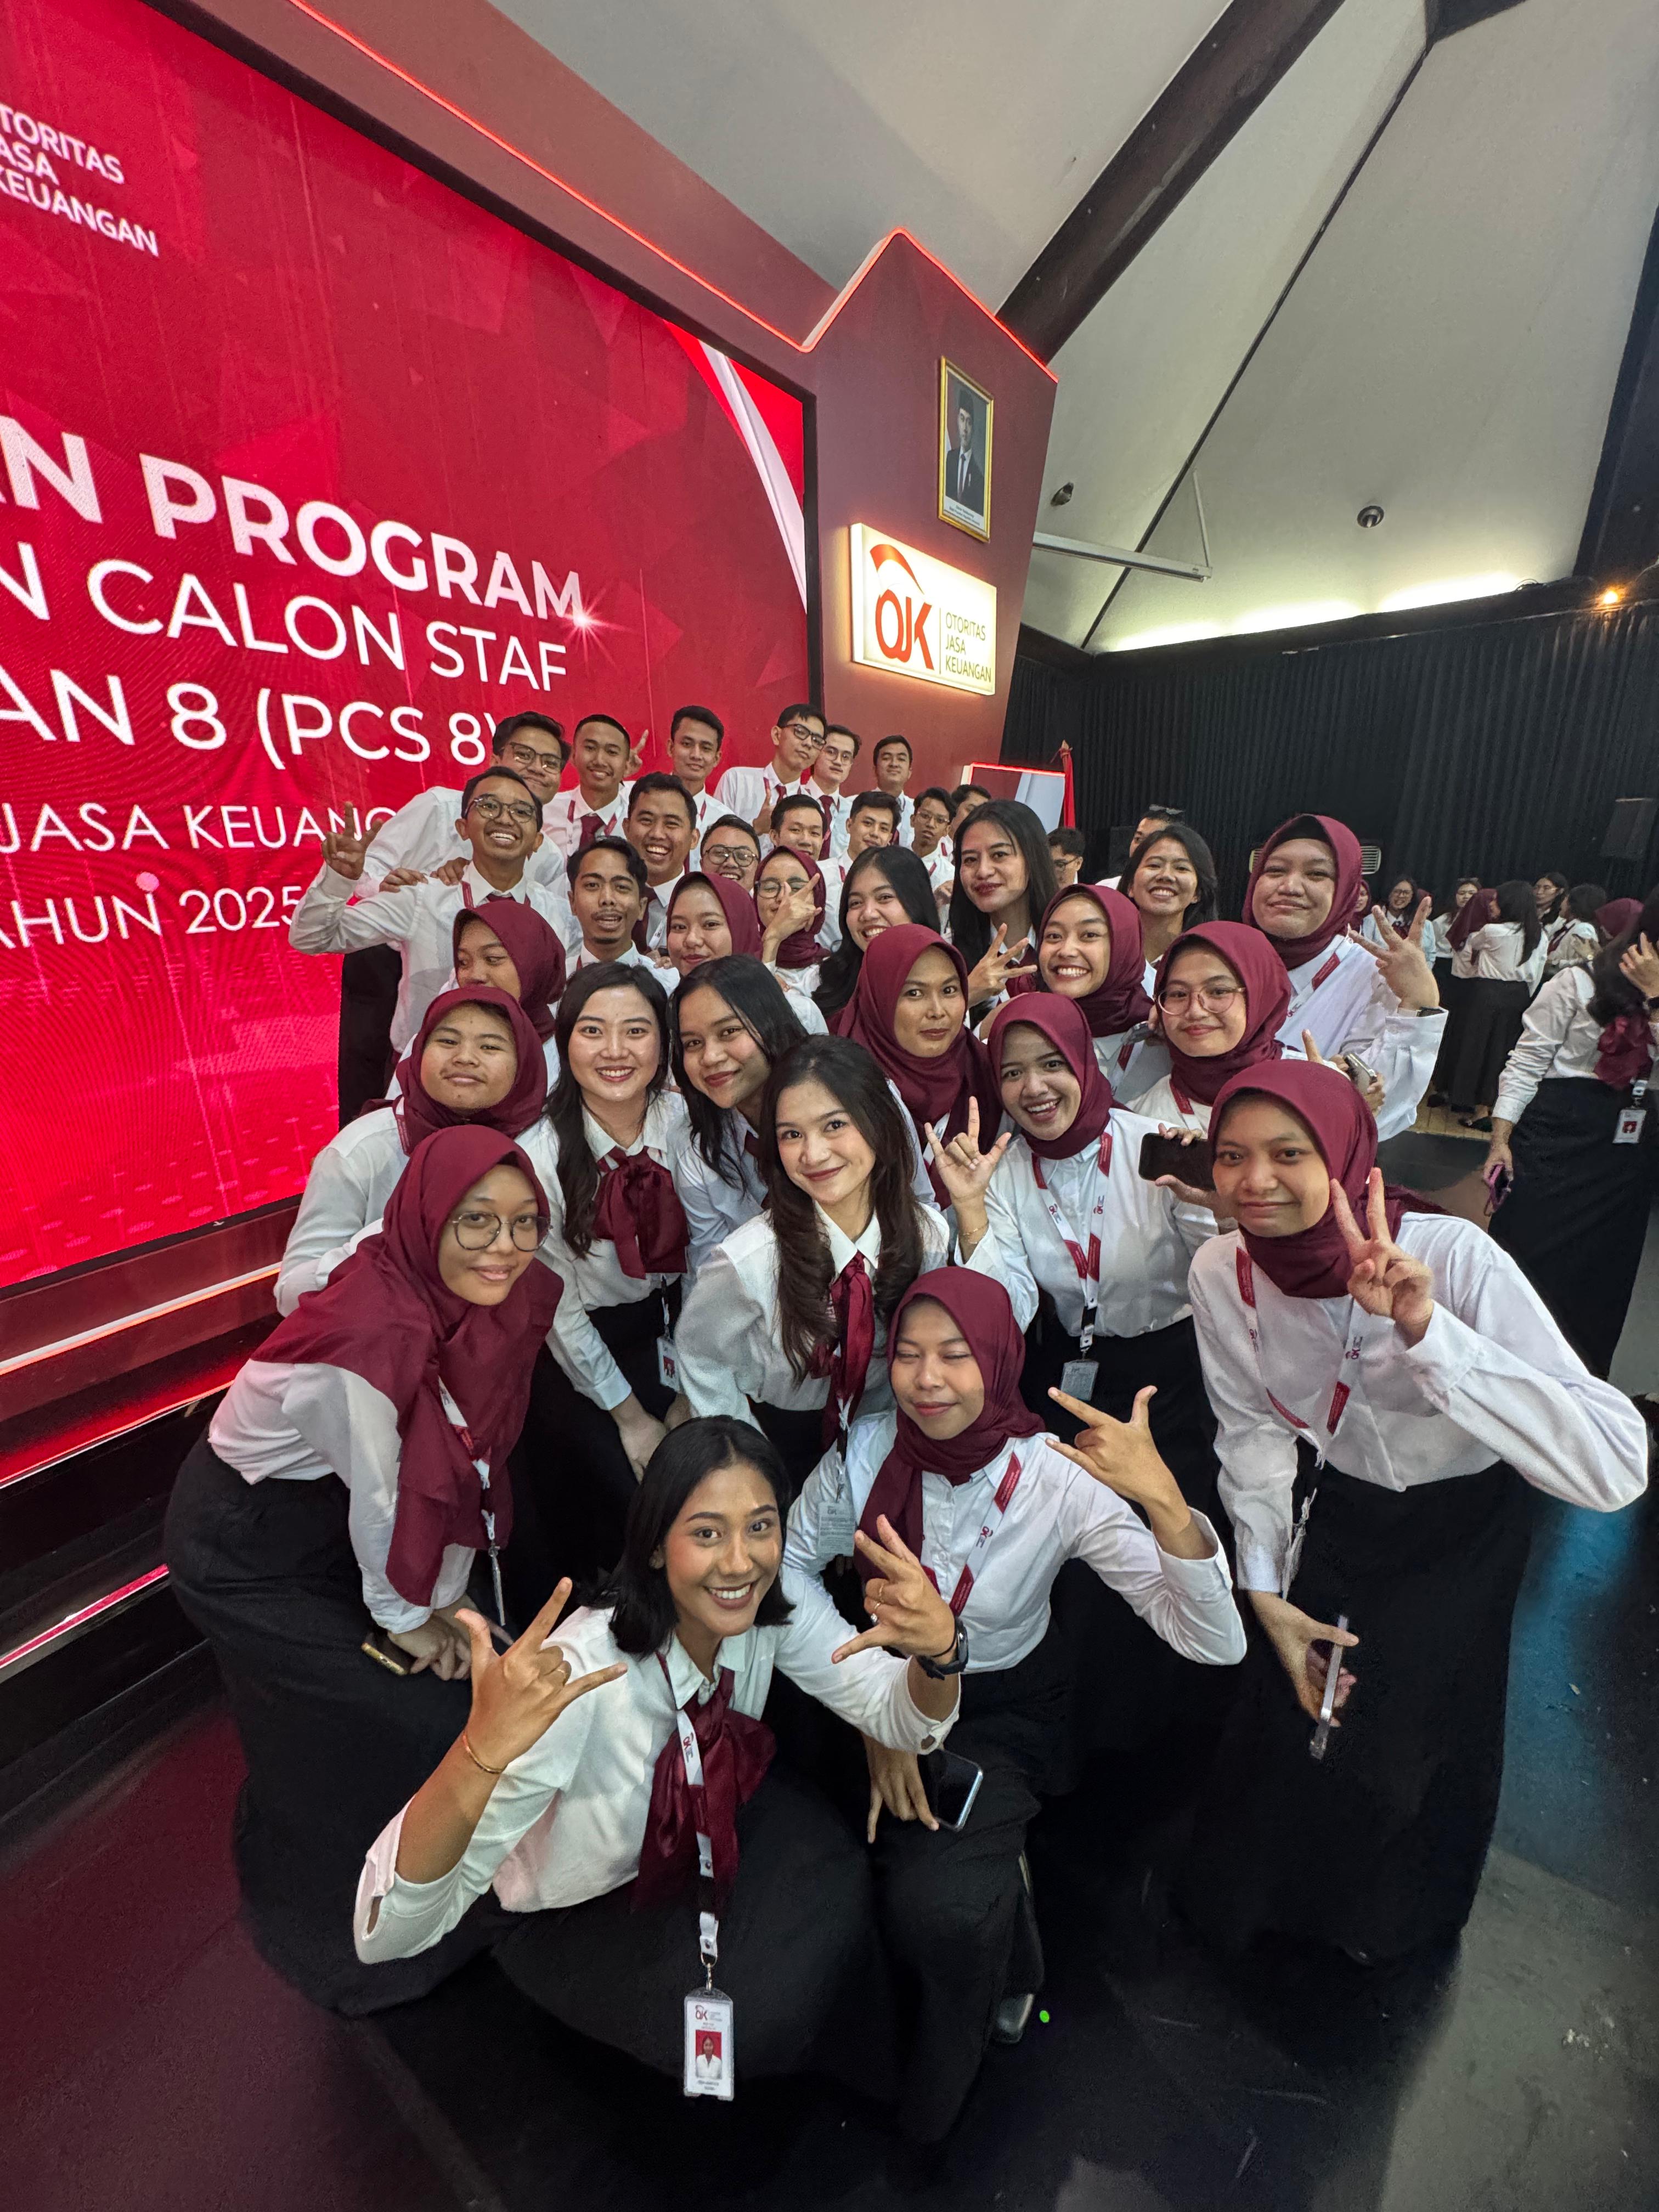 OTORITAS
JASA
KEUANGAN
AN PROGRAM
N CALON STAF
AN 8 (PCS 8)
JASA KEUANG
AHUN 2025
OJK
OTORITAS
JASA
KEUANGAN